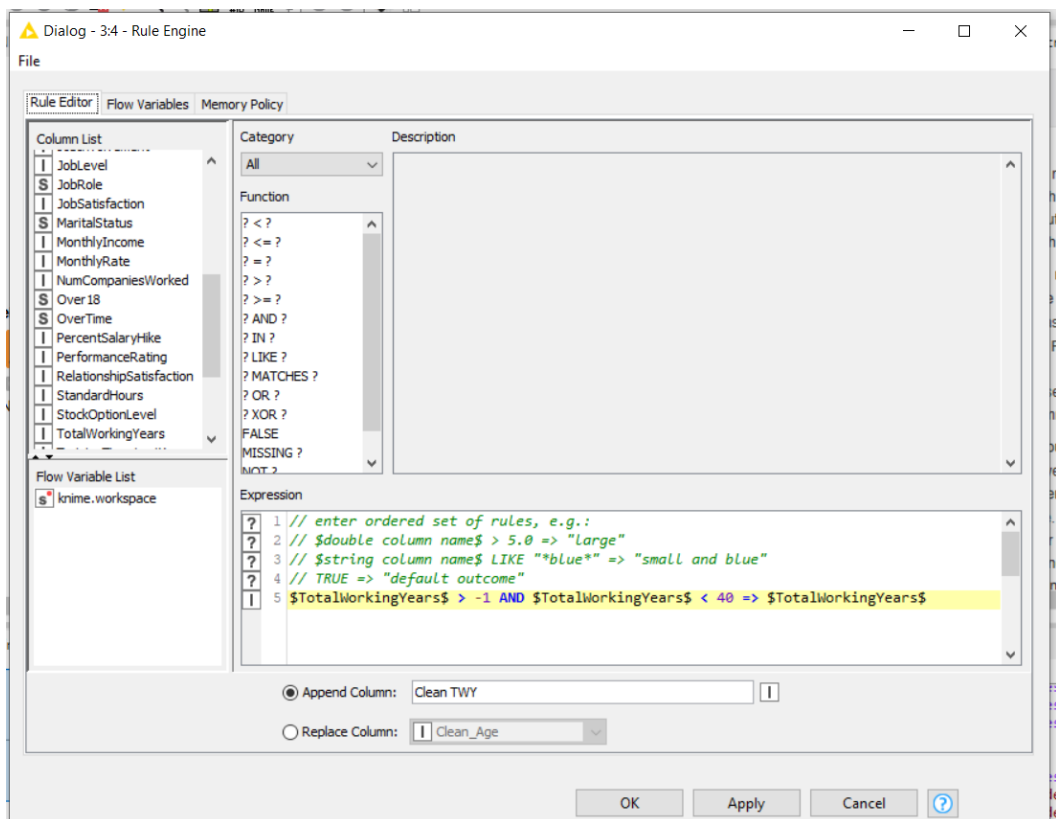 Dialog - 3:4 - Rule Engine
File
Rule Editor Flow Variables Memory Policy
Column List
I JobLevel
S JobRole
I JobSatisfaction
S MaritalStatus
I MonthlyIncome
I MonthlyRate
I NumCompaniesWorked
S Over18
S OverTime
I PercentSalaryHike
I PerformanceRating
I RelationshipSatisfaction
I StandardHours
I StockOptionLevel
I TotalWorkingYears
Flow Variable List
s knime.workspace
Category
All
Function
? < ?
? <= ?
? = ?
? > ?
? >= ?
? AND ?
? IN ?
? LIKE ?
? MATCHES ?
? OR ?
? XOR ?
FALSE
MISSING ?
NOT ?
Description
Expression
? 1 // enter ordered set of rules, e.g.:
? 2 // $double column name$ > 5.0 => "large"
? 3 // $string column name$ LIKE "*blue*" => "small and blue"
? 4 // TRUE => "default outcome"
I 5 $TotalWorkingYears$ > -1 AND $TotalWorkingYears$ < 40 => $TotalWorkingYears$
Append Column: Clean TWY I
Replace Column: I Clean_Age
OK Apply Cancel ?